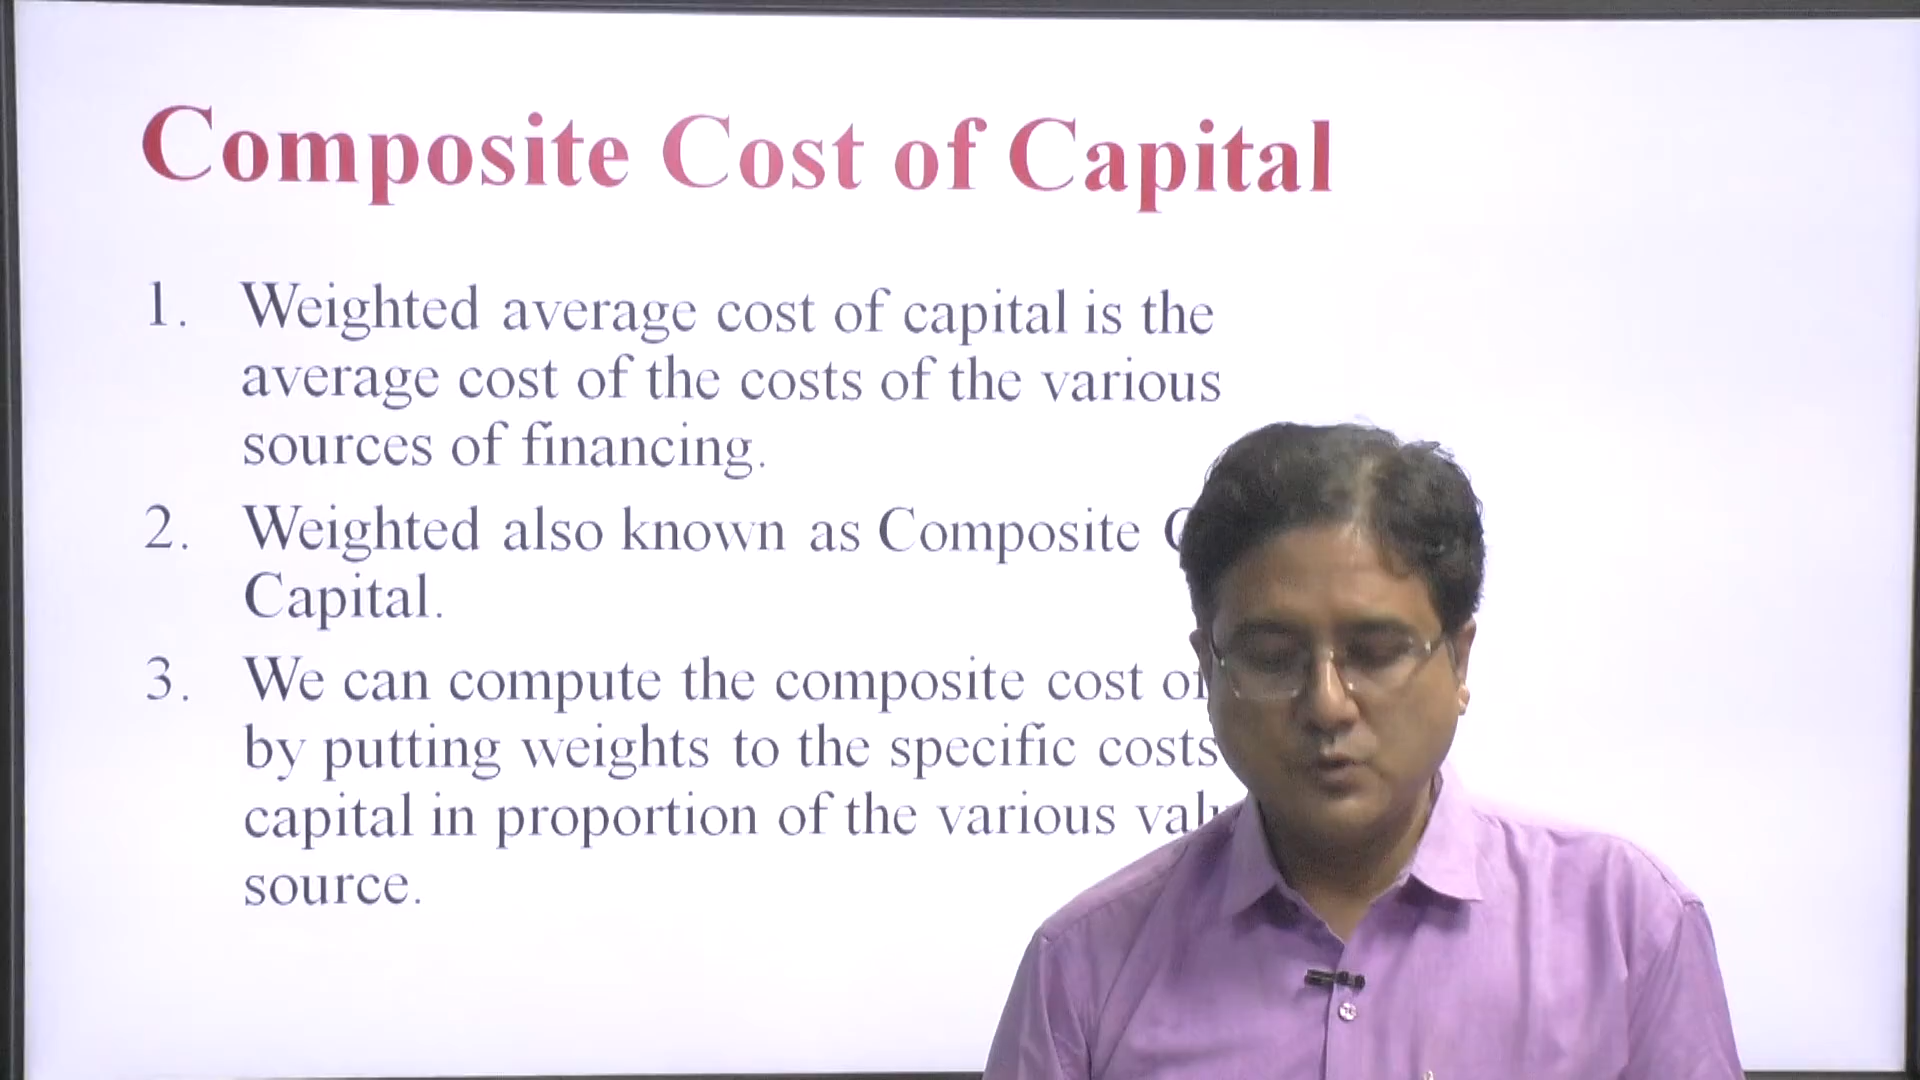 Composite Cost of Capital
1. Weighted average cost of capital is the
average cost of the costs of the various
sources of financing.
2. Weighted also known as Composite
Capital.
3. We can compute the composite cost
by putting weights to the specific costs
capital in proportion of the various
source.